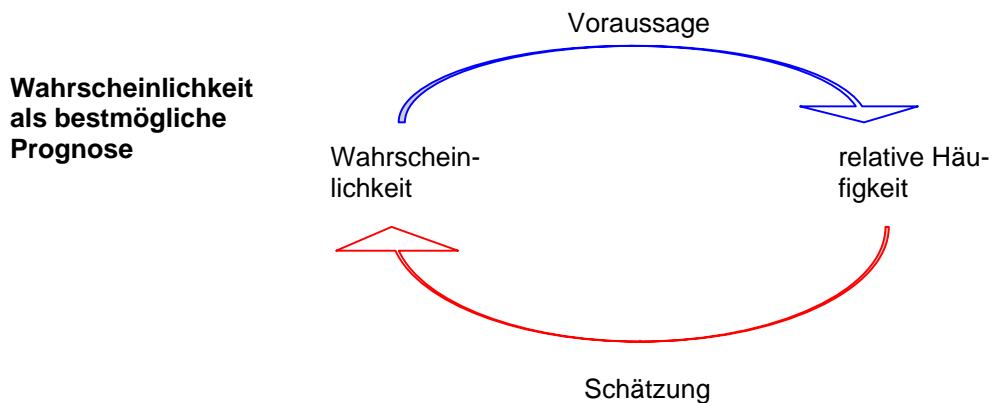 Voraussage
Wahrscheinlichkeit
als bestmögliche
Prognose
Wahrschein-
lichkeit
relative Häu-
figkeit
Schätzung